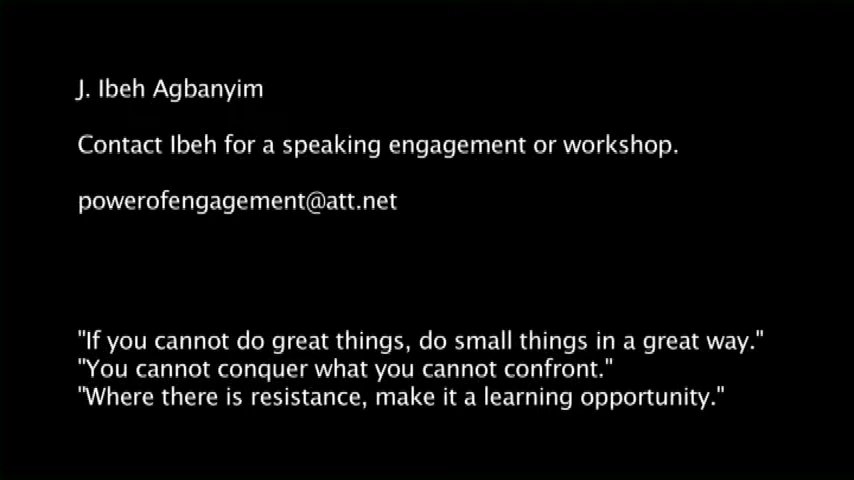 J. Ibeh Agbanyim
Contact Ibeh for a speaking engagement or workshop.
powerofengagement@att.net
"If you cannot do great things, do small things in a great way."
"You cannot conquer what you cannot confront."
"Where there is resistance, make it a learning opportunity."